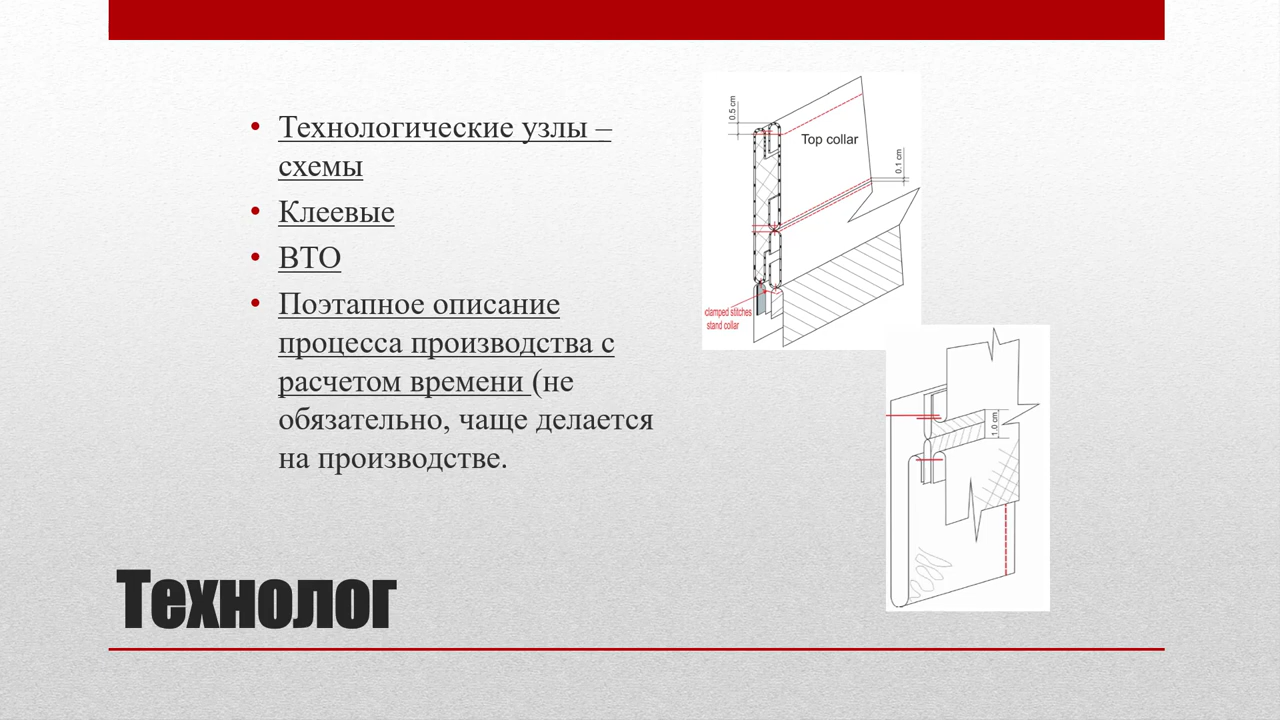 Технологические узлы –
схемы
Клеевые
ВТО
Поэтапное описание
процесса производства с
расчетом времени (не
обязательно, чаще делается
на производстве.
0.5 cm
Top collar
0.1 cm
clamped stitches
stand collar
1.0 cm
Технолог